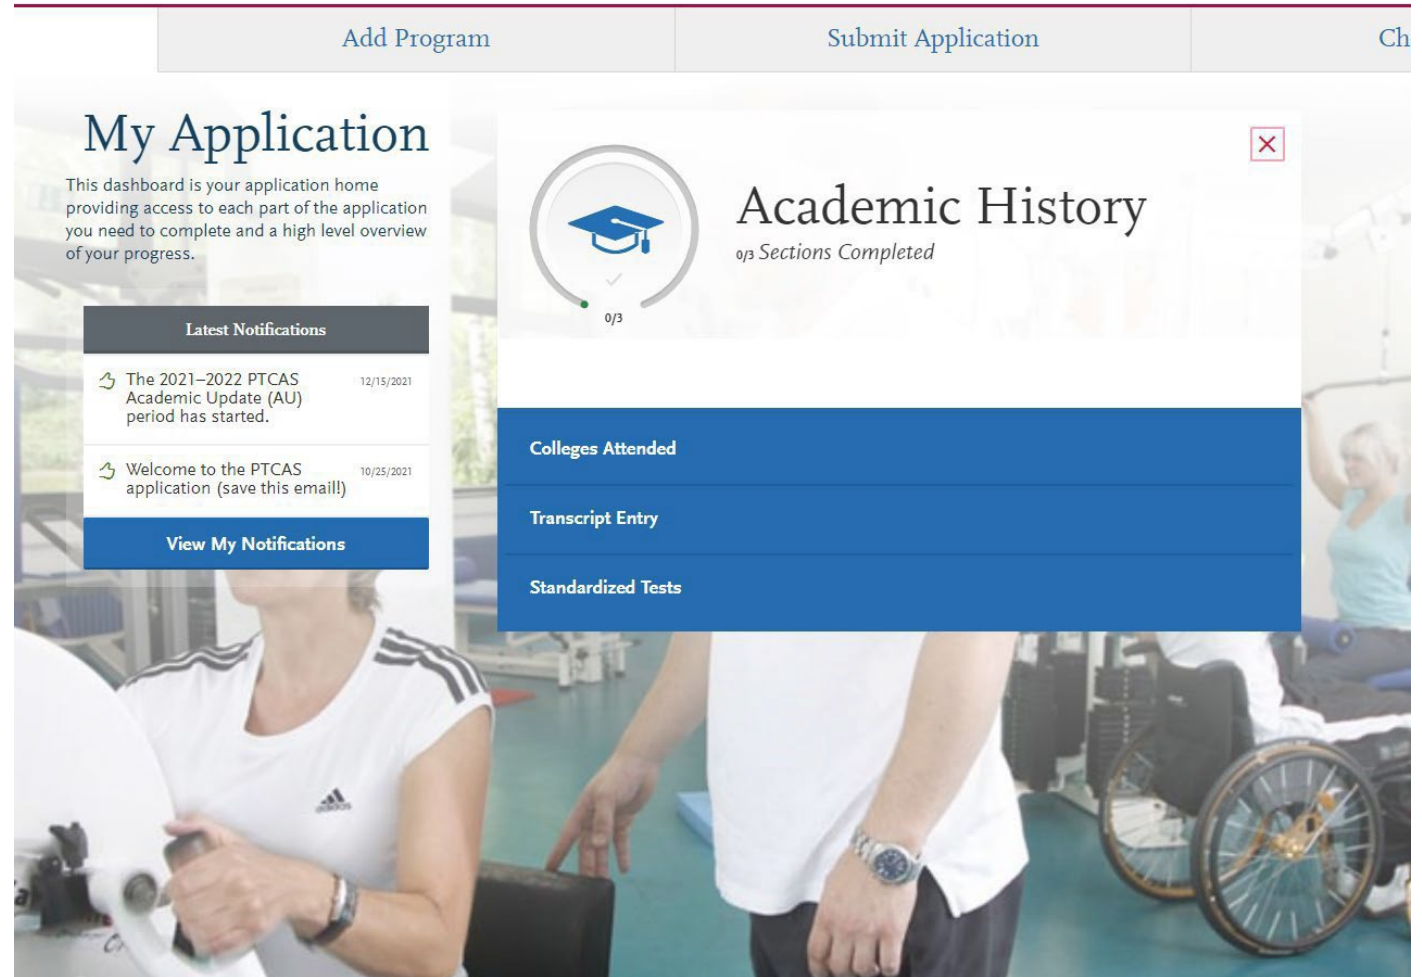 Add Program
Submit Application
Ch
My Application
This dashboard is your application home
providing access to each part of the application
you need to complete and a high level overview
of your progress.
Latest Notifications
The 2021–2022 PTCAS
Academic Update (AU)
period has started.
12/15/2021
Welcome to the PTCAS
application (save this email!)
10/25/2021
View My Notifications
0/3
Academic History
0/3 Sections Completed
Colleges Attended
Transcript Entry
Standardized Tests
adidas